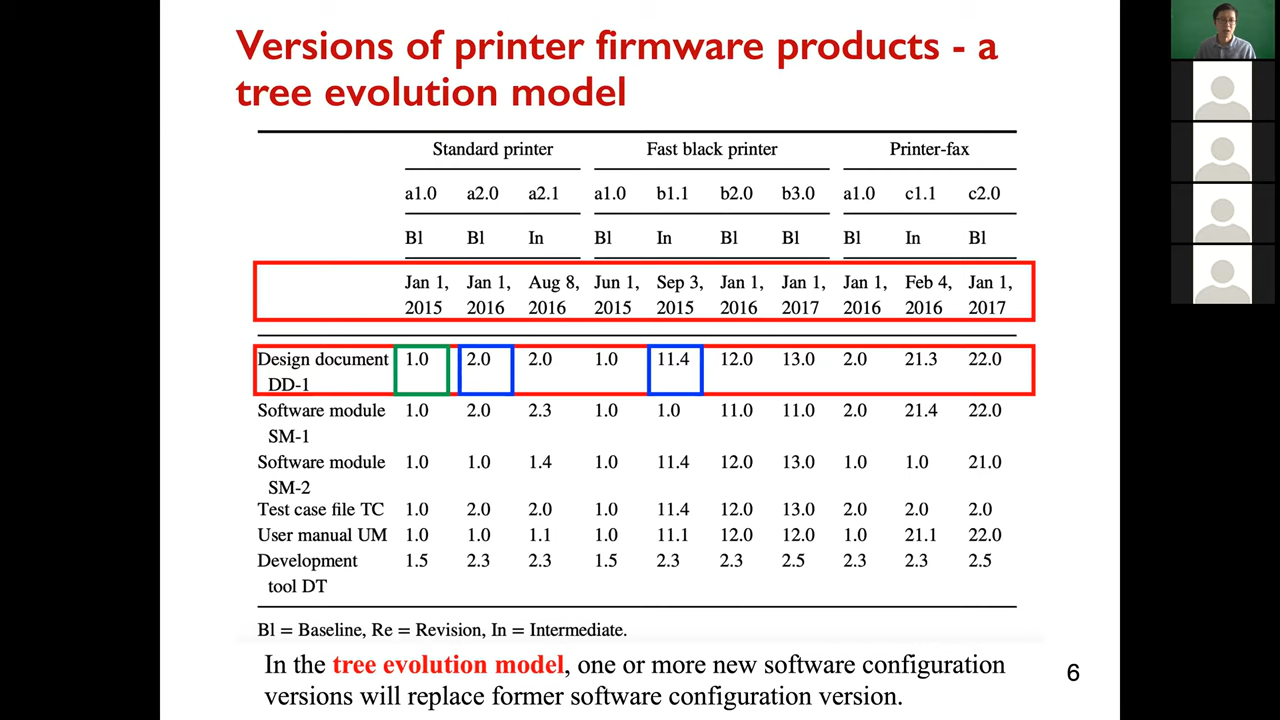 Versions of printer firmware products - a
tree evolution model
Standard printer Fast black printer Printer-fax
a1.0 a2.0 a2.1 a1.0 b1.1 b2.0 b3.0 a1.0 c1.1 c2.0
Bl Bl In Bl In Bl Bl Bl In Bl
Jan 1, Jan 1, Aug 8, Jun 1, Sep 3, Jan 1, Jan 1, Jan 1, Feb 4, Jan 1,
2015 2016 2016 2015 2015 2016 2017 2016 2016 2017
Design document 1.0 2.0 2.0 1.0 11.4 12.0 13.0 2.0 21.3 22.0
DD-1
Software module 1.0 2.0 2.3 1.0 1.0 11.0 11.0 2.0 21.4 22.0
SM-1
Software module 1.0 1.0 1.4 1.0 11.4 12.0 13.0 1.0 1.0 21.0
SM-2
Test case file TC 1.0 2.0 2.0 1.0 11.4 12.0 13.0 2.0 2.0 2.0
User manual UM 1.0 1.0 1.1 1.0 11.1 12.0 12.0 1.0 21.1 22.0
Development 1.5 2.3 2.3 1.5 2.3 2.3 2.5 2.3 2.3 2.5
tool DT
Bl = Baseline, Re = Revision, In = Intermediate.
In the tree evolution model, one or more new software configuration
versions will replace former software configuration version.
6